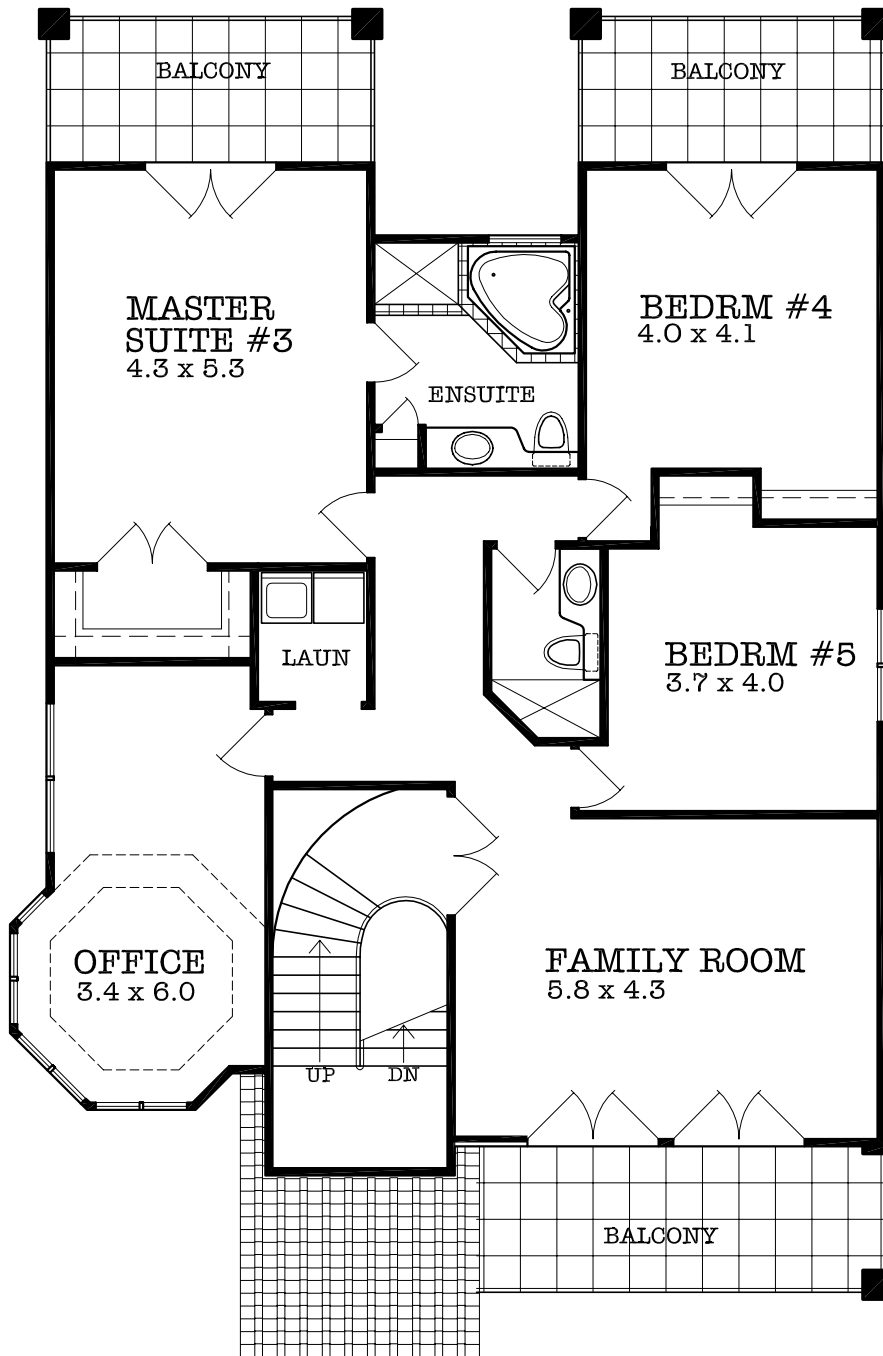 BALCONY
BALCONY
MASTER
SUITE #3
4.3 x 5.3
BEDRM #4
4.0 x 4.1
ENSUITE
LAUN
BEDRM #5
3.7 x 4.0
OFFICE
3.4 x 6.0
FAMILY ROOM
5.8 x 4.3
UP
DN
BALCONY